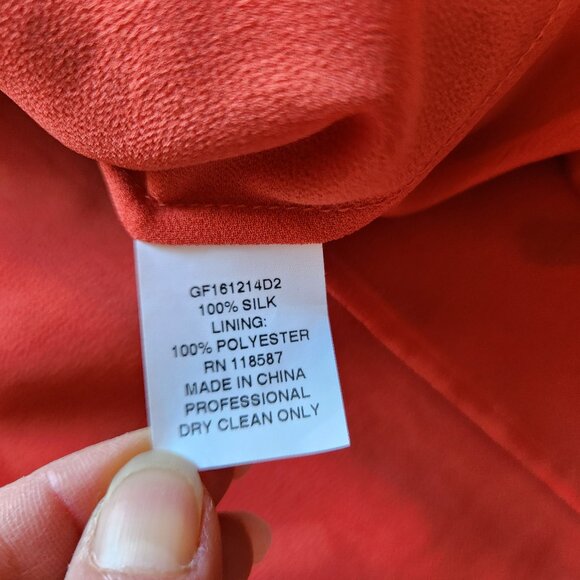 GF161214D2
100% SILK
LINING:
100% POLYESTER
RN 118587
MADE IN CHINA
PROFESSIONAL
DRY CLEAN ONLY